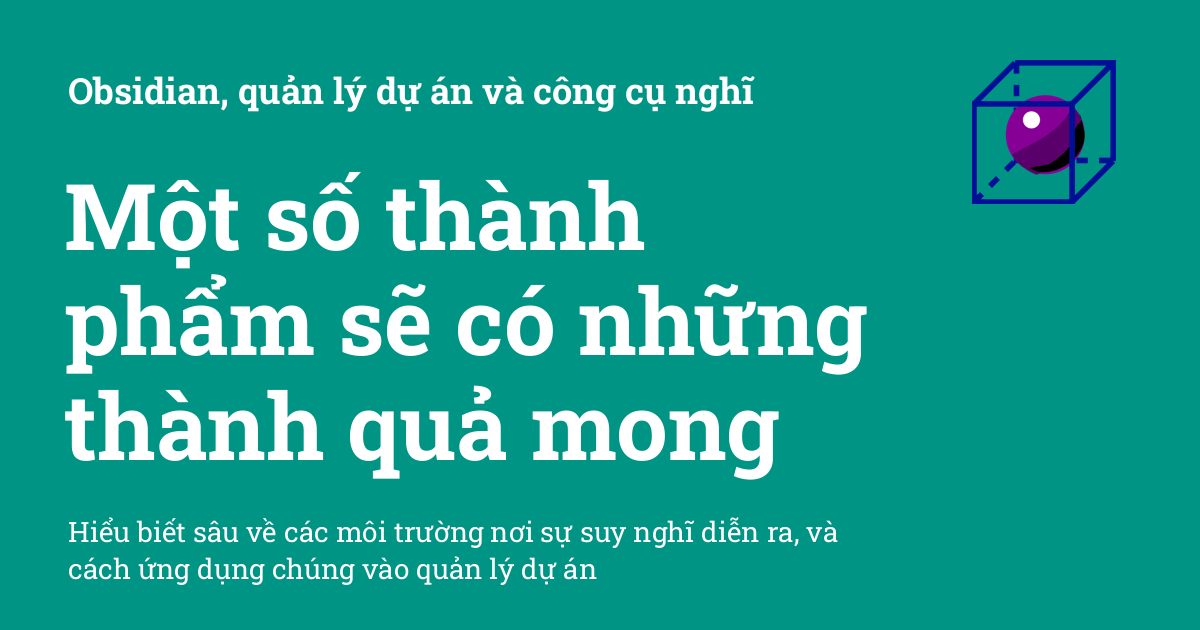 Obsidian, quản lý dự án và công cụ nghĩ
Một số thành
phẩm sẽ có những
thành quả mong
Hiểu biết sâu về các môi trường nơi sự suy nghĩ diễn ra, và
cách ứng dụng chúng vào quản lý dự án